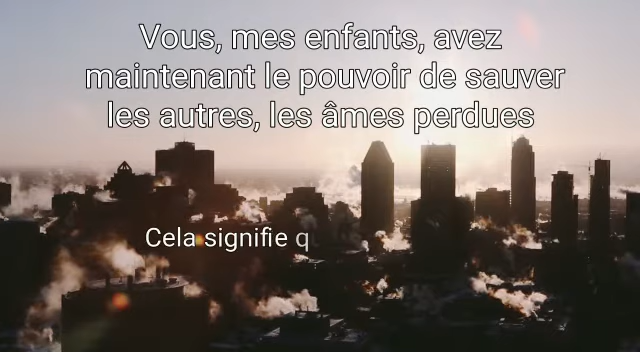 Vous, mes enfants, avez
maintenant le pouvoir de sauver
les autres, les âmes perdues
Cela signifie q